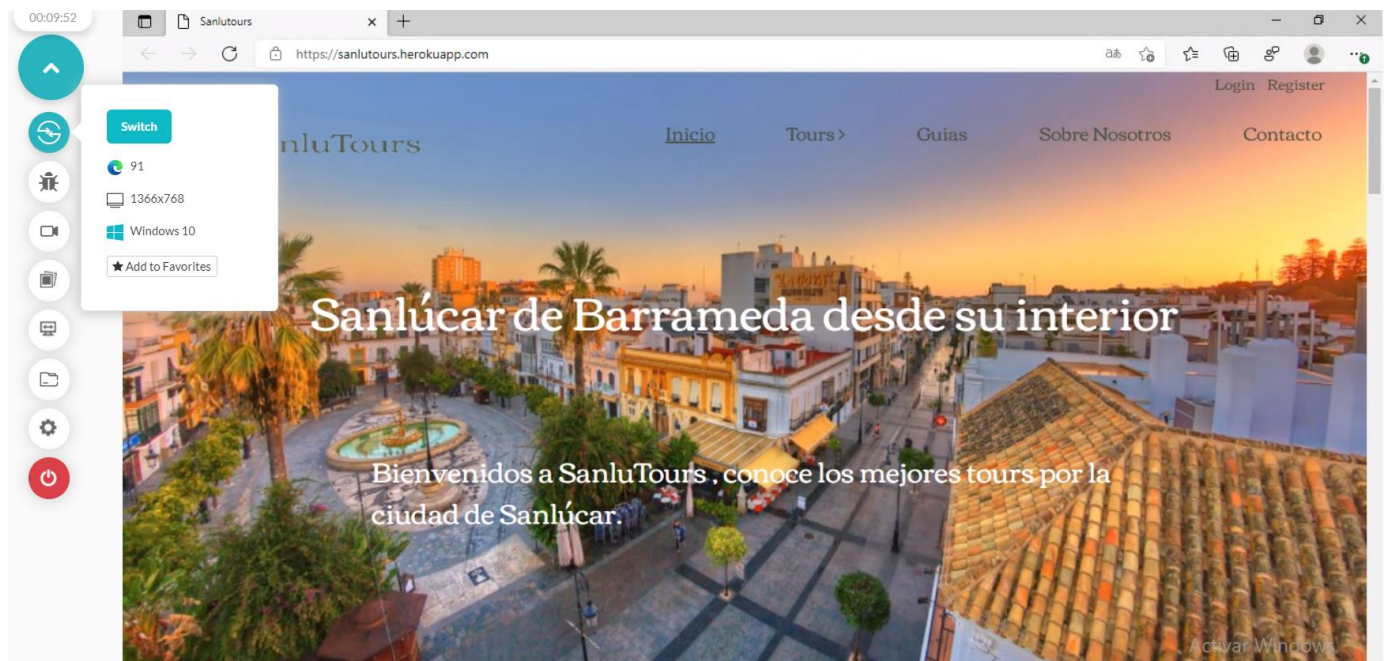 00:09:52
Sanlutours
https://sanlutours.herokuapp.com
Login Register
Switch
91
1366x768
Windows 10
Add to Favorites
nluTours
Inicio Tours > Guias Sobre Nosotros Contacto
Sanlúcar de Barrameda desde su interior
Bienvenidos a SanluTours , conoce los mejores tours por la
ciudad de Sanlúcar.
Activar Windows